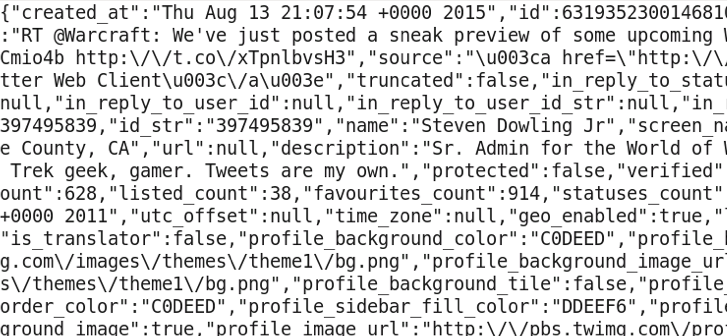 {"created_at":"Thu Aug 13 21:07:54 +0000 2015","id":6319352300146810
:"RT @Warcraft: We've just posted a sneak preview of some upcoming W
Cmio4b http:\/\/t.co\/xTpnlbvsH3","source":"\u003ca href=\"http:\/\/
tter Web Client\u003c\/a\u003e","truncated":false,"in_reply_to_statu
null,"in_reply_to_user_id":null,"in_reply_to_user_id_str":null,"in_
397495839,"id_str":"397495839","name":"Steven Dowling Jr","screen_na
e County, CA","url":null,"description":"Sr. Admin for the World of W
Trek geek, gamer. Tweets are my own.","protected":false,"verified"
ount":628,"listed_count":38,"favourites_count":914,"statuses_count"
+0000 2011","utc_offset":null,"time_zone":null,"geo_enabled":true,"l
"is_translator":false,"profile_background_color":"C0DEED","profile_b
g.com\/images\/themes\/theme1\/bg.png","profile_background_image_url
s\/themes\/theme1\/bg.png","profile_background_tile":false,"profile_
order_color":"C0DEED","profile_sidebar_fill_color":"DDEEF6","profile
ground_image":true,"profile_image_url":"http:\/\/pbs.twimg.com\/pr